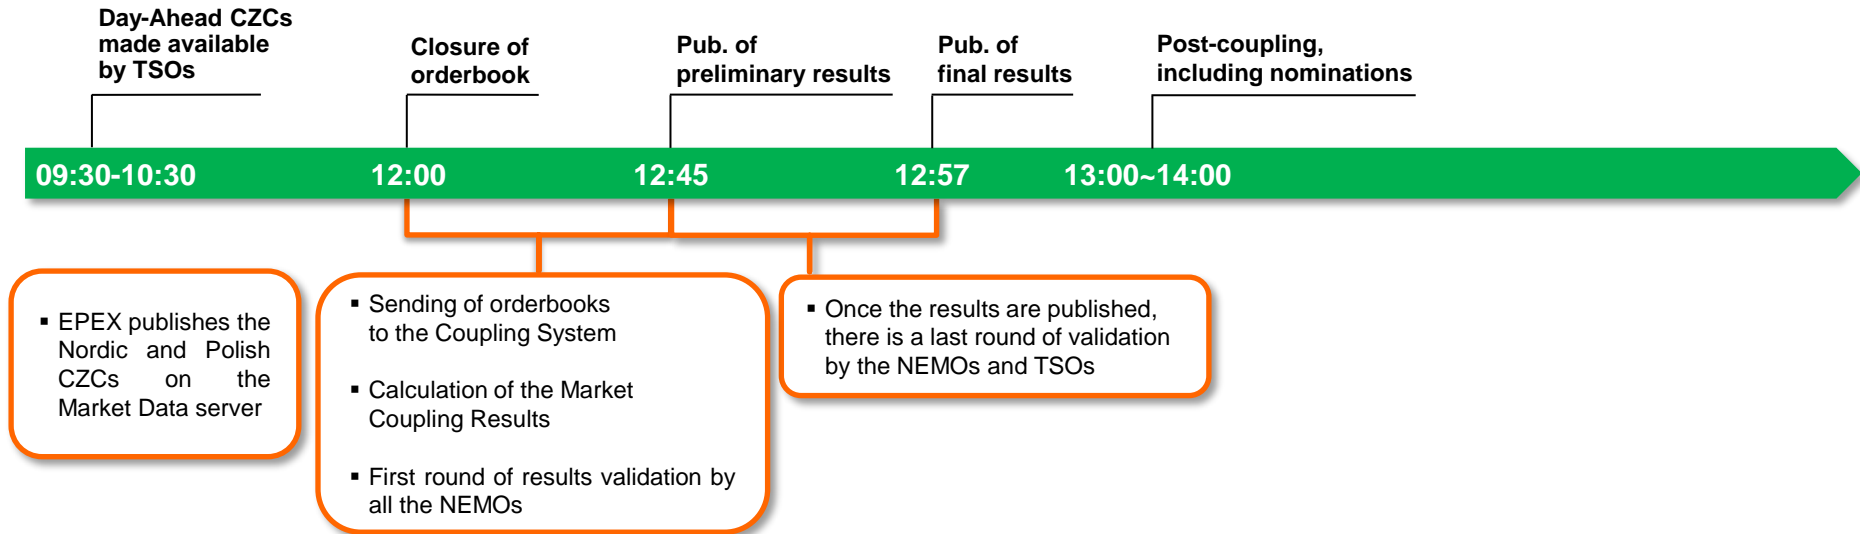 Day-Ahead CZCs
made available
by TSOs
Closure of
orderbook
Pub. of
preliminary results
Pub. of
final results
Post-coupling,
including nominations
09:30-10:30
12:00
12:45
12:57
13:00~14:00
▪ EPEX publishes the
Nordic and Polish
CZCs on the
Market Data server
▪ Sending of orderbooks
to the Coupling System
▪ Calculation of the Market
Coupling Results
▪ First round of results validation by
all the NEMOs
▪ Once the results are published,
there is a last round of validation
by the NEMOs and TSOs